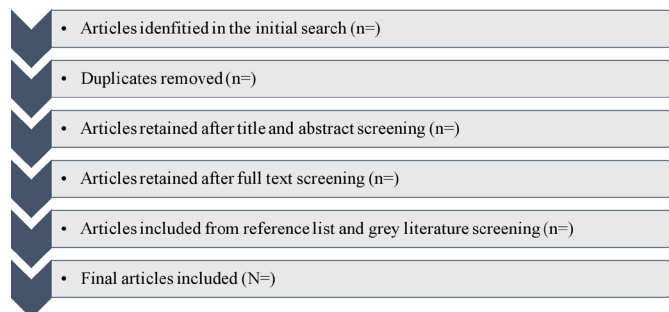 • Articles idenfitied in the initial search (n=)
• Duplicates removed (n=)
• Articles retained after title and abstract screening (n=)
• Articles retained after full text screening (n=)
• Articles included from reference list and grey literature screening (n=)
• Final articles included (N=)